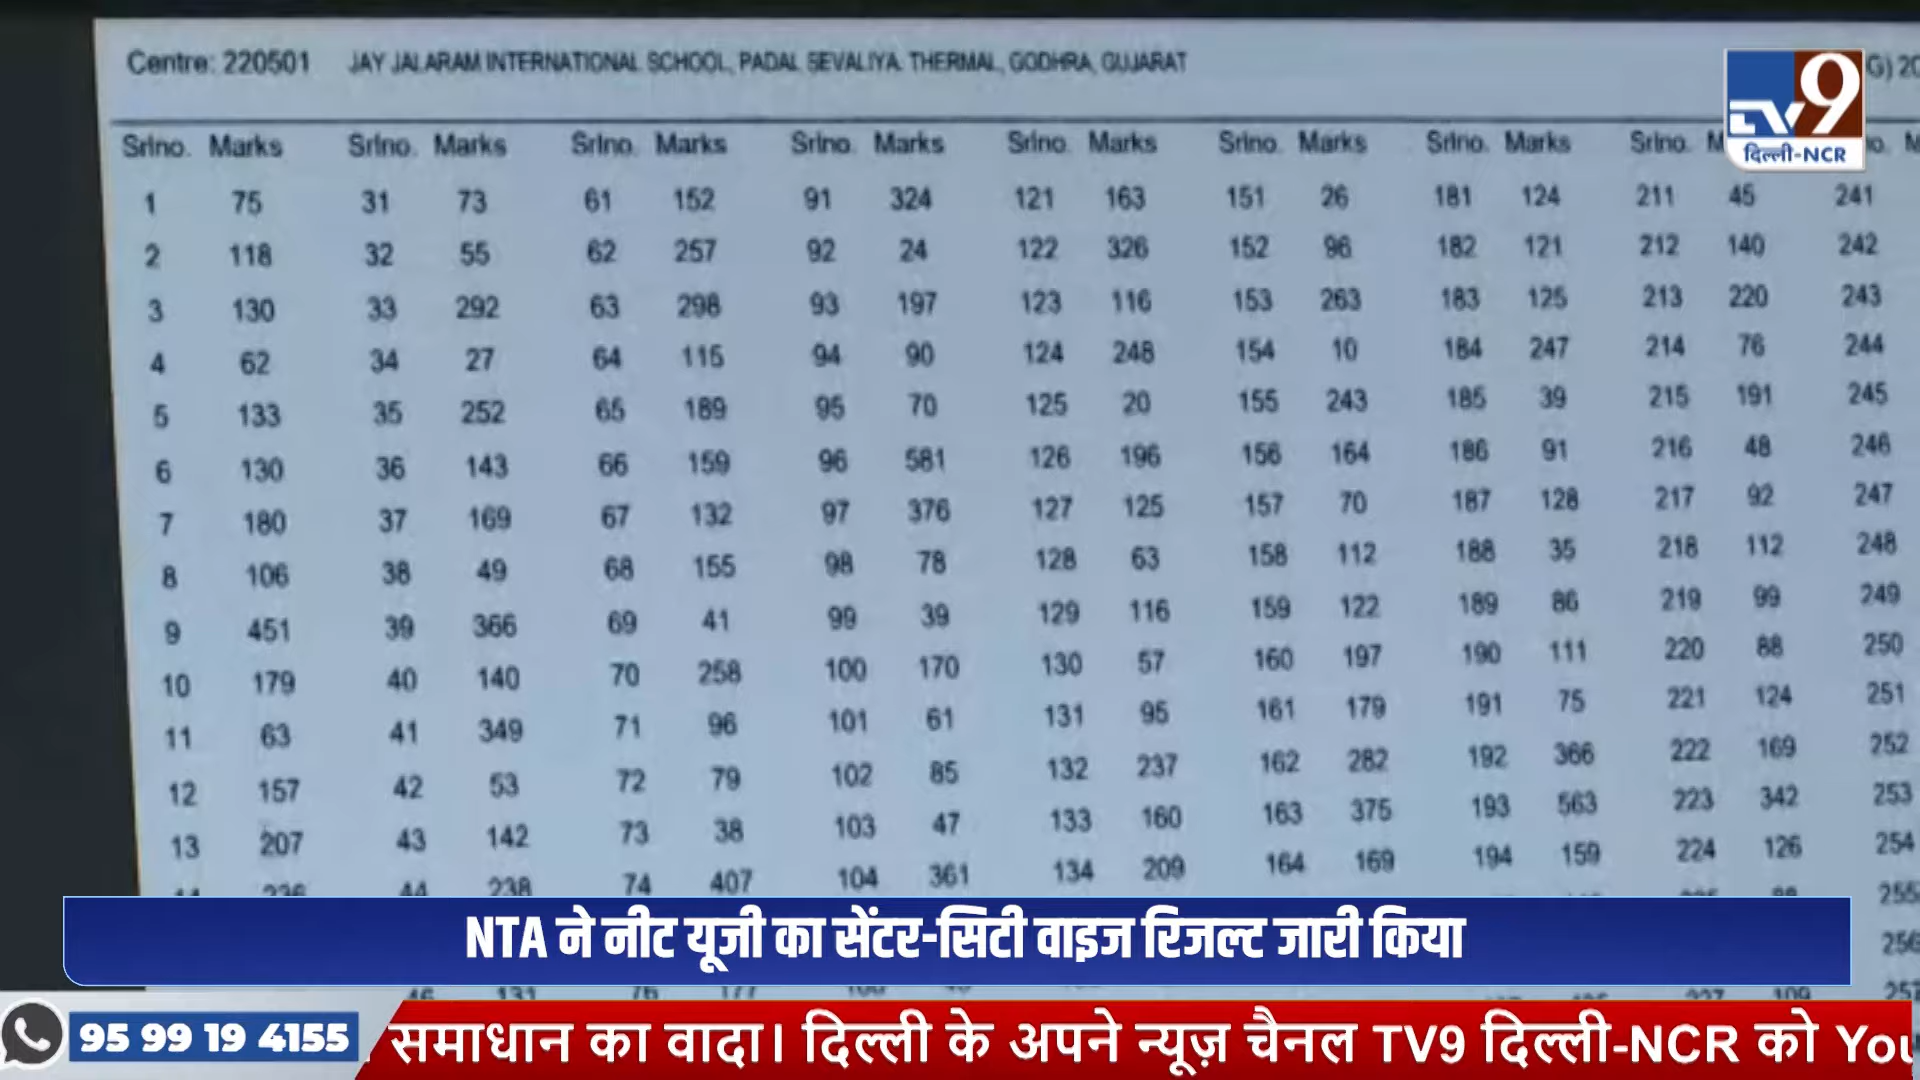 Centre: 220501 JAY JALARAM INTERNATIONAL SCHOOL, PADAL SEVALIYA THERMAL, GODHRA, GUJARAT G) 20
TV9
दिल्ली-NCR
Srlno. Marks Srlno. Marks Srlno. Marks Srlno. Marks Srlno. Marks Srlno. Marks Srlno. Marks Srlno. M
1 75 31 73 61 152 91 324 121 163 151 26 181 124 211 45 241
2 118 32 55 62 257 92 24 122 326 152 96 182 121 212 140 242
3 130 33 292 63 298 93 197 123 116 153 263 183 125 213 220 243
4 62 34 27 64 115 94 90 124 248 154 10 184 247 214 76 244
5 133 35 252 65 189 95 70 125 20 155 243 185 39 215 191 245
6 130 36 143 66 159 96 581 126 196 156 164 186 91 216 48 246
7 180 37 169 67 132 97 376 127 125 157 70 187 128 217 92 247
8 106 38 49 68 155 98 78 128 63 158 112 188 35 218 112 248
9 451 39 366 69 41 99 39 129 116 159 122 189 86 219 99 249
10 179 40 140 70 258 100 170 130 57 160 197 190 111 220 88 250
11 63 41 349 71 96 101 61 131 95 161 179 191 75 221 124 251
12 157 42 53 72 79 102 85 132 237 162 282 192 366 222 169 252
13 207 43 142 73 38 103 47 133 160 163 375 193 563 223 342 253
236 44 238 74 407 104 361 134 209 164 169 194 159 224 126 254
255
NTA ने नीट यूजी का सेंटर-सिटी वाइज रिजल्ट जारी किया
256
257
95 99 19 4155 समाधान का वादा। दिल्ली के अपने न्यूज़ चैनल TV9 दिल्ली-NCR को You